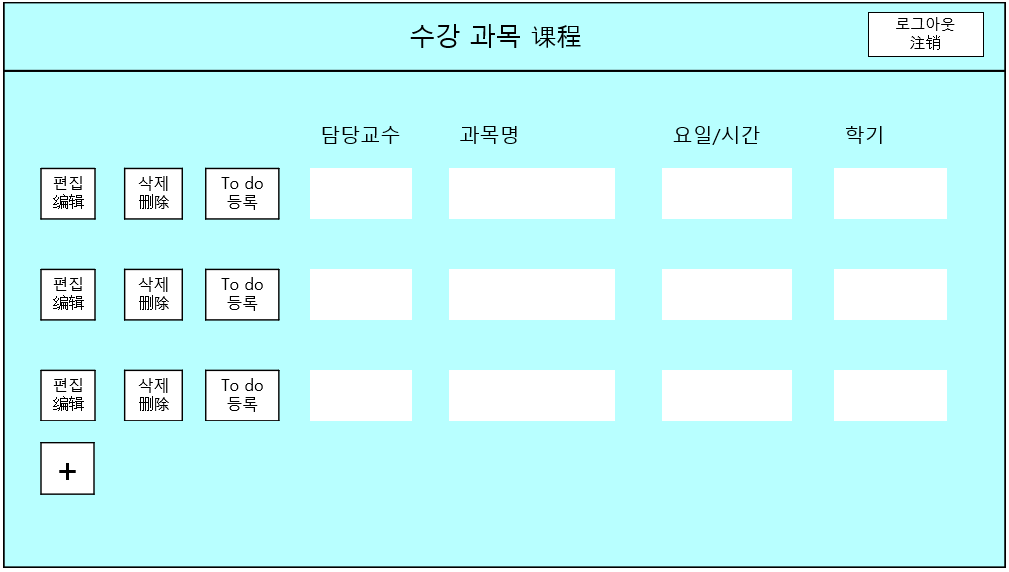 수강 과목 课程
로그아웃
注销
담당교수 과목명 요일/시간 학기
편집
编辑
삭제
删除
To do
등록
편집
编辑
삭제
删除
To do
등록
편집
编辑
삭제
删除
To do
등록
+